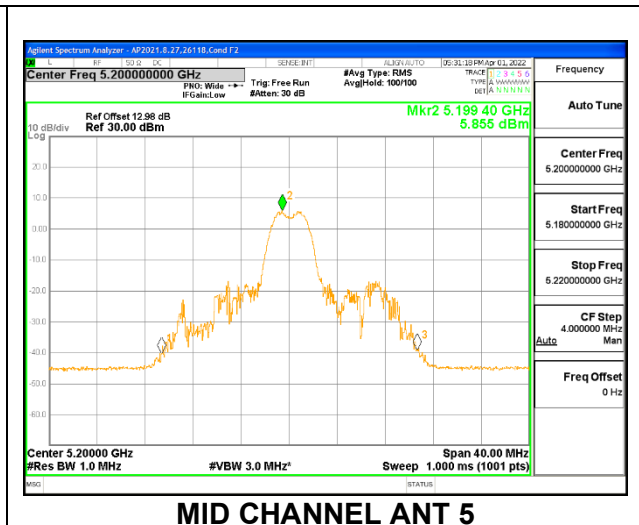 Agilent Spectrum Analyzer - AP2021.8.27,26118.Cond F2
L RF 50 Ω DC SENSE:INT ALIGN AUTO 05:31:18 PM Apr 01, 2022
Center Freq 5.200000000 GHz
PNO: Wide
IFGain:Low
Trig: Free Run
#Atten: 30 dB
#Avg Type: RMS
Avg|Hold: 100/100
TRACE 1 2 3 4 5 6
TYPE A WWWWW
DET A N N N N N
Frequency
Auto Tune
Center Freq
5.200000000 GHz
Start Freq
5.180000000 GHz
Stop Freq
5.220000000 GHz
CF Step
4.000000 MHz
Auto Man
Freq Offset
0 Hz
Mkr2 5.199 40 GHz
5.855 dBm
Ref Offset 12.98 dB
10 dB/div Ref 30.00 dBm
Log
20.0
10.0
0.00
-10.0
-20.0
-30.0
-40.0
-50.0
-60.0
2
3
Center 5.20000 GHz Span 40.00 MHz
#Res BW 1.0 MHz #VBW 3.0 MHz* Sweep 1.000 ms (1001 pts)
MSG STATUS
MID CHANNEL ANT 5